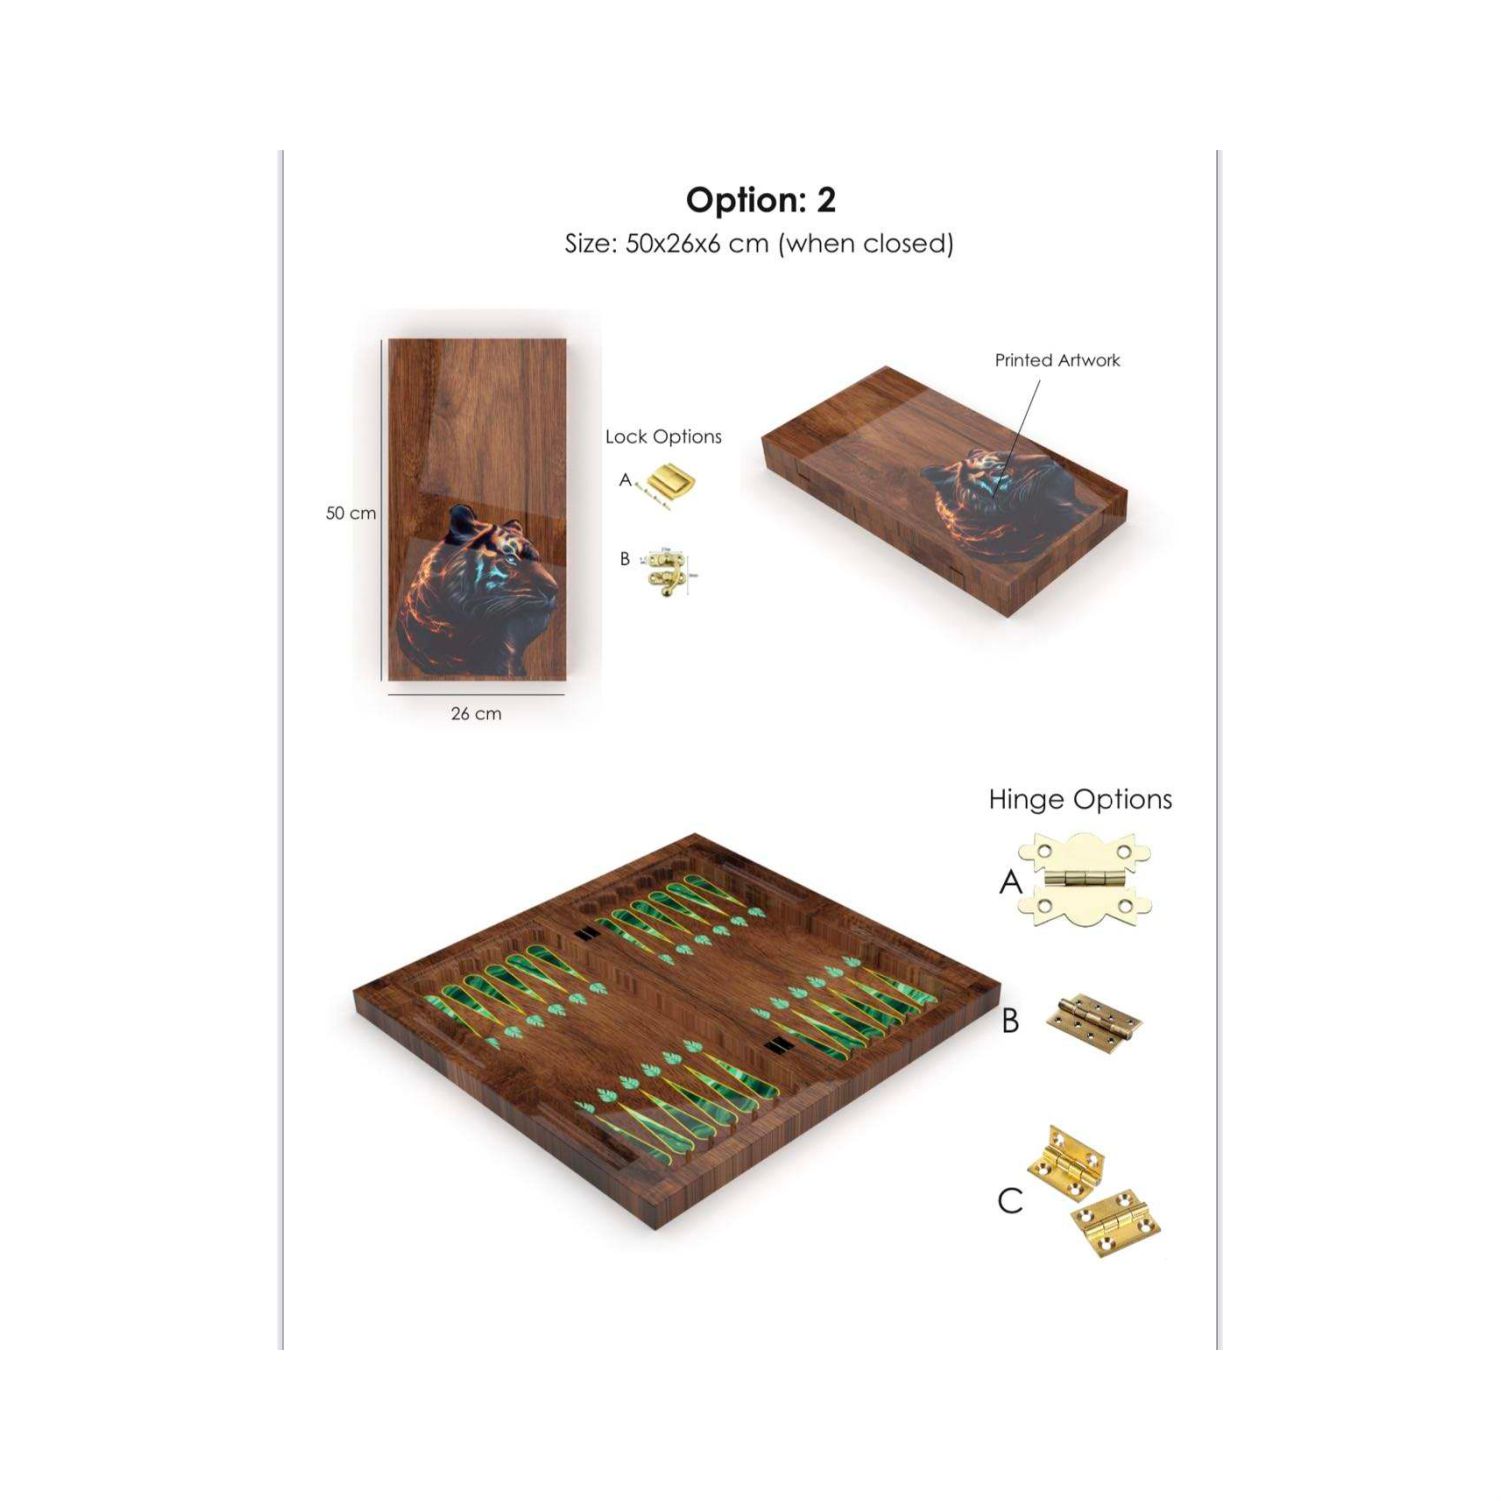 Option: 2
Size: 50x26x6 cm (when closed)
Printed Artwork
Lock Options
A
50 cm
B
26 cm
Hinge Options
A
B
C